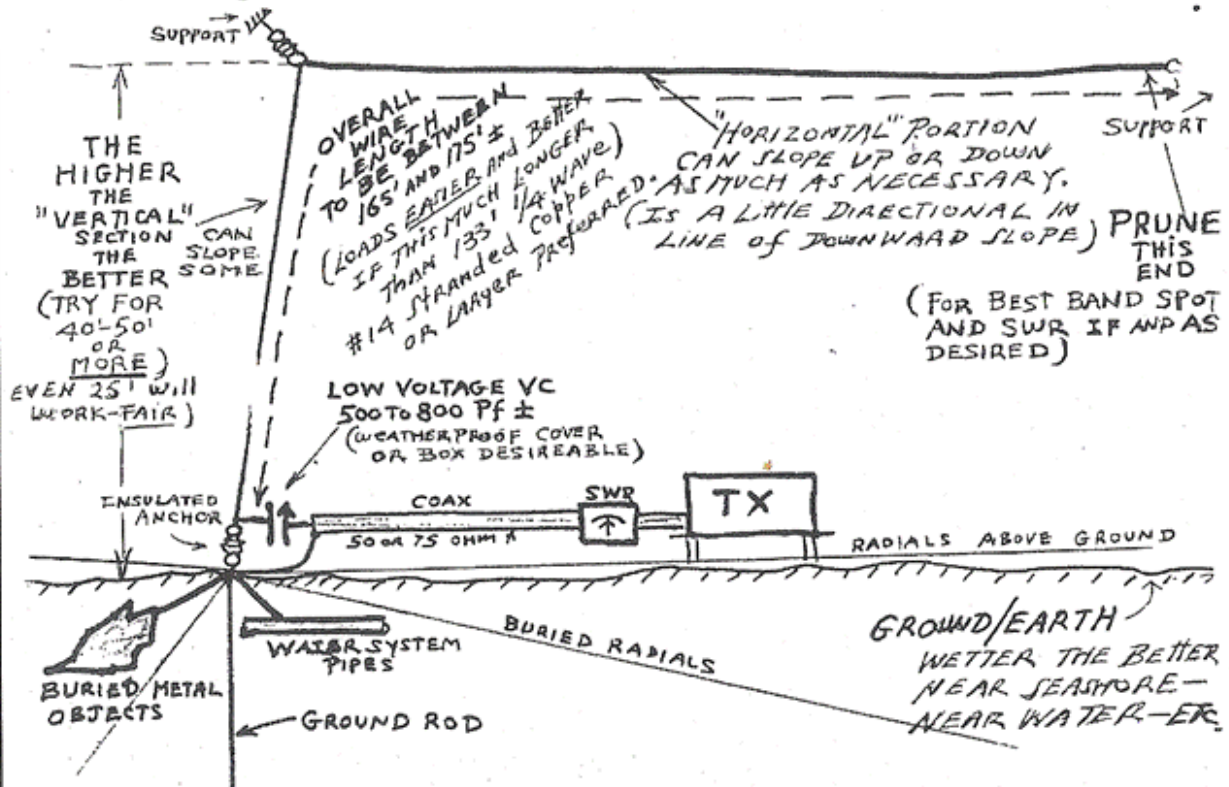 SUPPORT
THE
HIGHER
THE
"VERTICAL"
SECTION
THE
BETTER
(TRY FOR
40'-50'
OR
MORE)
EVEN 25' WILL
WORK-FAIR)
CAN
SLOPE
SOME
OVERALL
WIRE
LENGTH
TO BE BETWEEN
165' AND 175' ±
(LOADS EASIER AND BETTER
IF THIS MUCH LONGER
THAN 133' 1/4 WAVE)
#14 STRANDED COPPER
OR LARGER PREFERRED.
"HORIZONTAL" PORTION
CAN SLOPE UP OR DOWN
AS MUCH AS NECESSARY.
(IS A LITTLE DIRECTIONAL IN
LINE OF DOWNWARD SLOPE)
SUPPORT
PRUNE
THIS
END
(FOR BEST BAND SPOT
AND SWR IF AND AS
DESIRED)
LOW VOLTAGE VC
500 TO 800 Pf ±
(WEATHERPROOF COVER
OR BOX DESIREABLE)
INSULATED
ANCHOR
COAX
50 OR 75 OHM
SWR
TX
RADIALS ABOVE GROUND
BURIED METAL
OBJECTS
WATER SYSTEM
PIPES
GROUND ROD
BURIED RADIALS
GROUND/EARTH
WETTER THE BETTER
NEAR SEASHORE—
NEAR WATER—ETC.